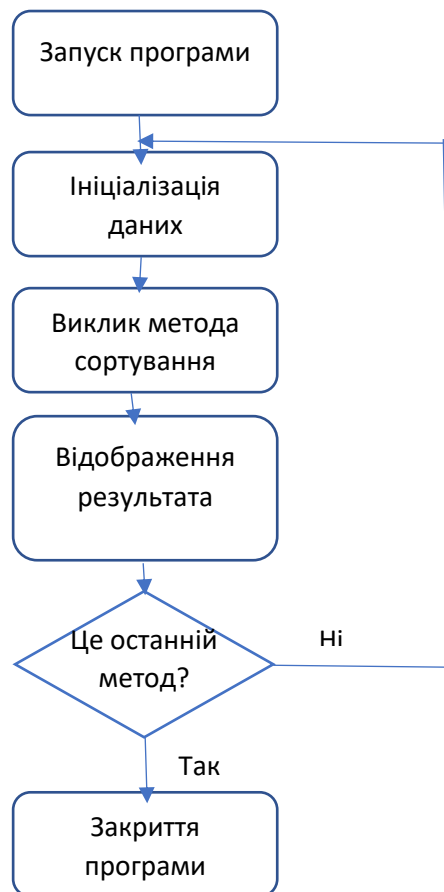 Запуск програми
Ініціалізація
даних
Виклик метода
сортування
Відображення
результата
Це останній
метод?
Ні
Так
Закриття
програми